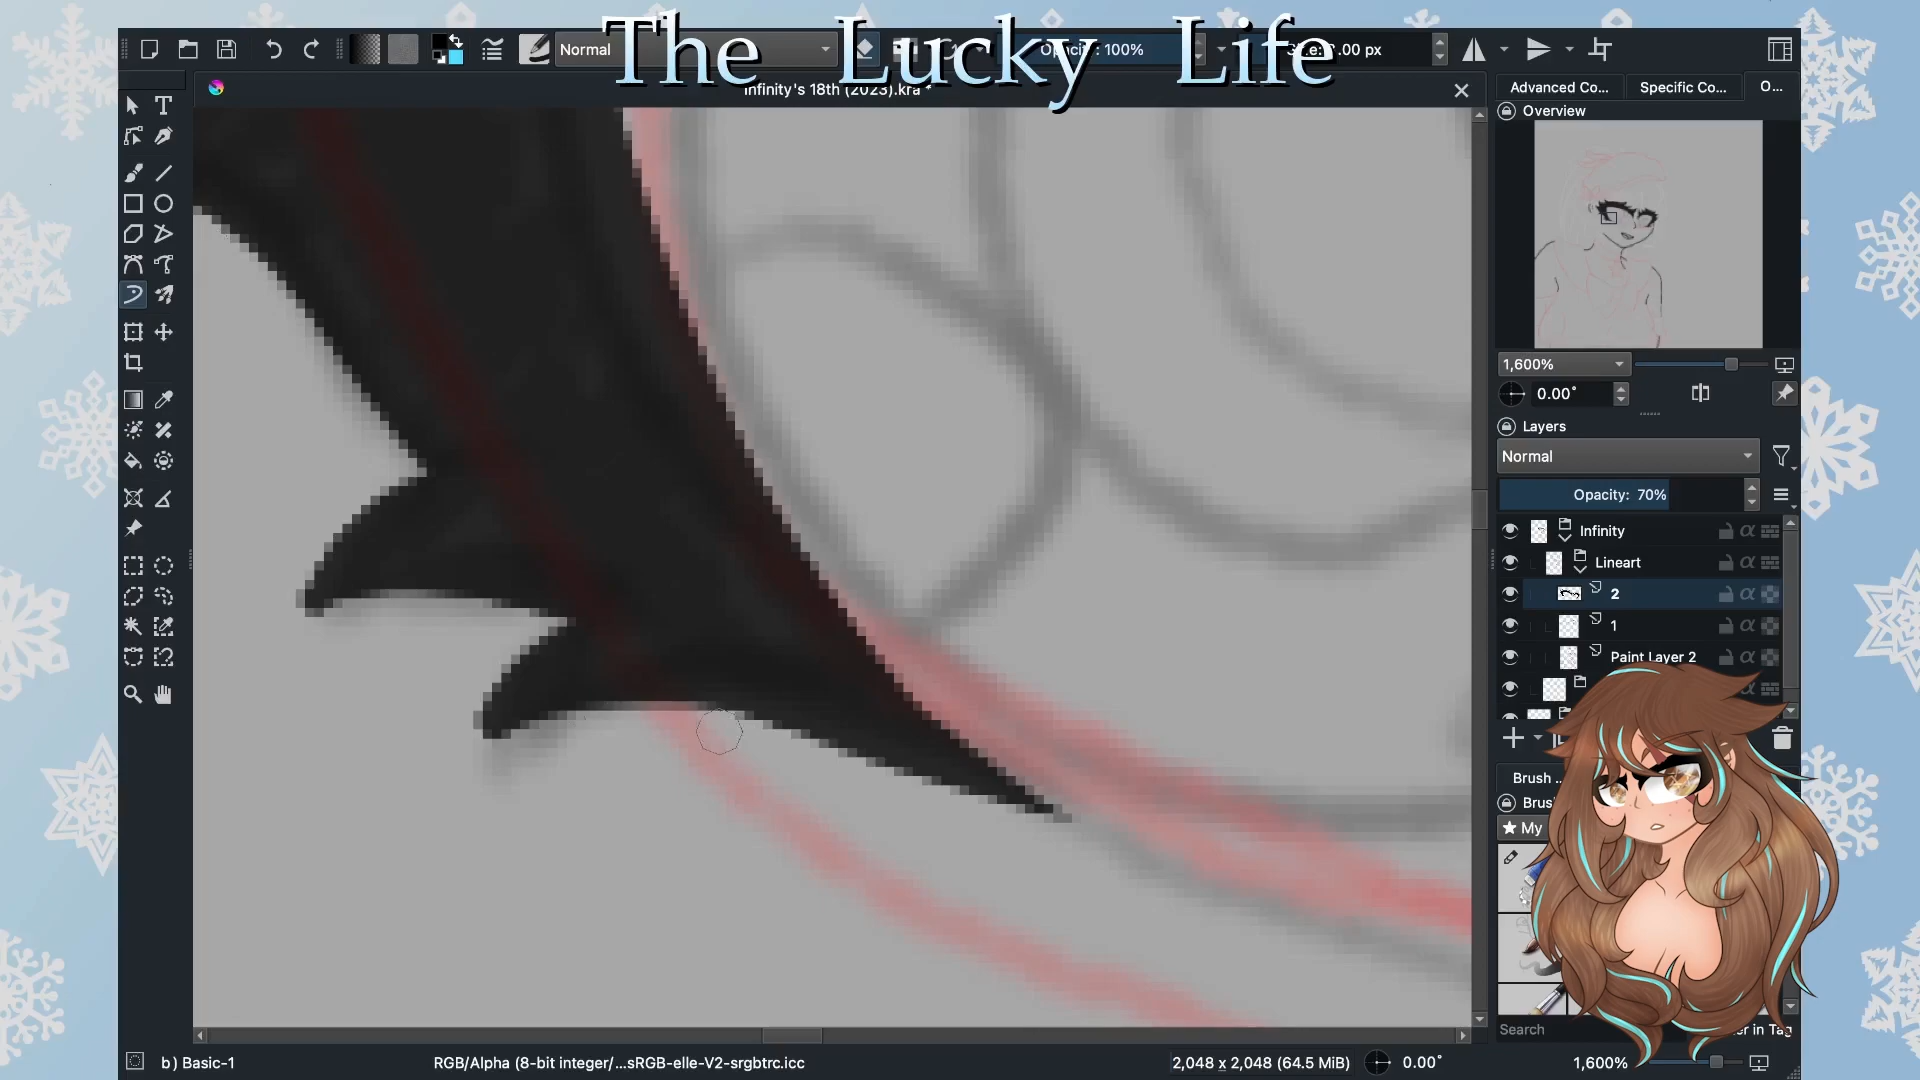 The Lucky Life
Normal
Opacity: 100%
.00 px
Infinity's 18th (2023).kra *
Advanced Co...
Specific Co...
O...
Overview
1,600%
0.00°
Layers
Normal
Opacity: 70%
Infinity
Lineart
2
1
Paint Layer 2
Brush ...
My
Search
er in Tag
b) Basic-1
RGB/Alpha (8-bit integer/...sRGB-elle-V2-srgbtrc.icc
2,048 x 2,048 (64.5 MiB)
0.00°
1,600%